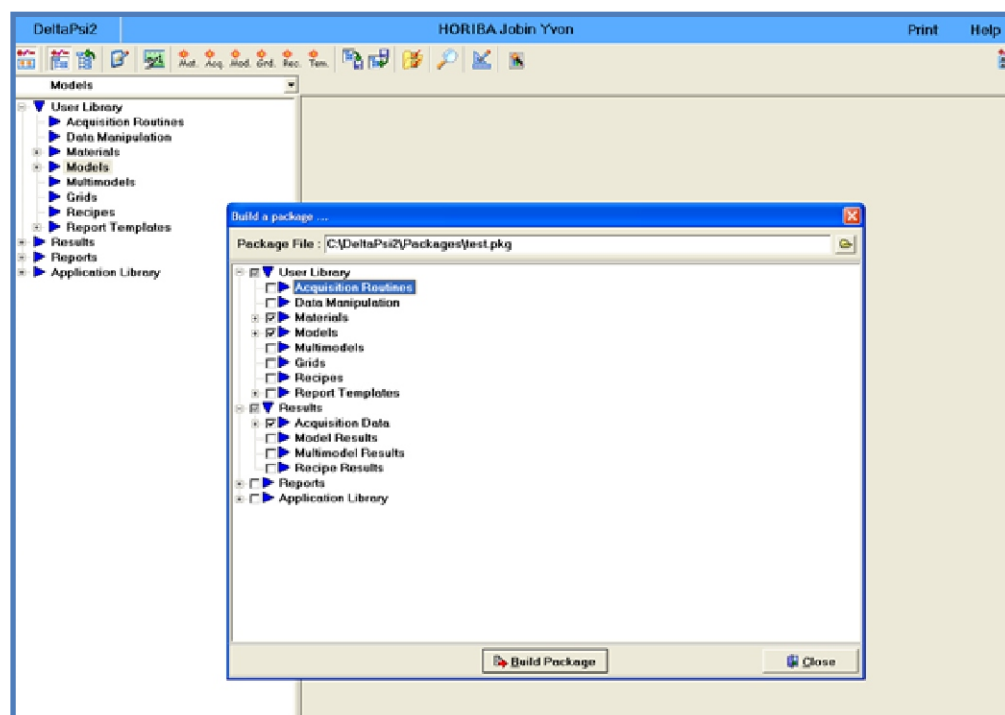 DeltaPsi2 HORIBA Jobin Yvon Print Help
Mat. Acq. Mod. Grd. Rec. Tem.
Models
User Library
Acquisition Routines
Data Manipulation
Materials
Models
Multimodels
Grids
Recipes
Report Templates
Results
Reports
Application Library
Build a package ...
Package File : C:\DeltaPsi2\Packages\test.pkg
User Library
Acquisition Routines
Data Manipulation
Materials
Models
Multimodels
Grids
Recipes
Report Templates
Results
Acquisition Data
Model Results
Multimodel Results
Recipe Results
Reports
Application Library
Build Package Close